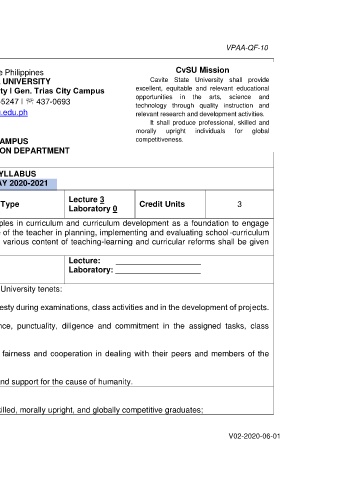 VPAA-QF-10
e Philippines
UNIVERSITY
ty I Gen. Trias City Campus
-5247 I ☏ 437-0693
u.edu.ph
AMPUS
ON DEPARTMENT
CvSU Mission
Cavite State University shall provide
excellent, equitable and relevant educational
opportunities in the arts, science and
technology through quality instruction and
relevant research and development activities.
It shall produce professional, skilled and
morally upright individuals for global
competitiveness.
YLLABUS
AY 2020-2021
Type
Lecture 3
Laboratory 0
Credit Units
3
ples in curriculum and curriculum development as a foundation to engage
of the teacher in planning, implementing and evaluating school-curriculum
various content of teaching-learning and curricular reforms shall be given
Lecture: ____________________
Laboratory: ____________________
University tenets:
esty during examinations, class activities and in the development of projects.
nce, punctuality, diligence and commitment in the assigned tasks, class
fairness and cooperation in dealing with their peers and members of the
nd support for the cause of humanity.
killed, morally upright, and globally competitive graduates;
V02-2020-06-01